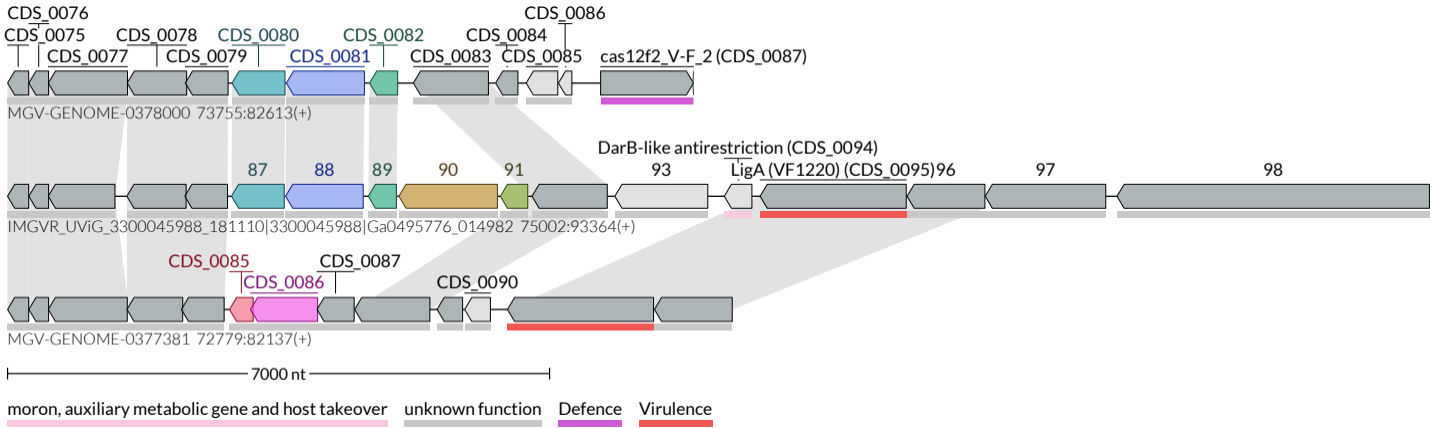 CDS_0076 CDS_0086
CDS_0075 CDS_0078 CDS_0080 CDS_0082 CDS_0084
CDS_0077 CDS_0079 CDS_0081 CDS_0083 CDS_0085 cas12f2_V-F_2 (CDS_0087)
MGV-GENOME-0378000 73755:82613(+)
DarB-like antirestriction (CDS_0094)
87 88 89 90 91 93 LigA (VF1220) (CDS_0095) 96 97 98
IMGVR_UViG_3300045988_181110|3300045988|Ga0495776_014982 75002:93364(+)
CDS_0085 CDS_0087
CDS_0086 CDS_0090
MGV-GENOME-0377381 72779:82137(+)
7000 nt
moron, auxiliary metabolic gene and host takeover unknown function Defence Virulence